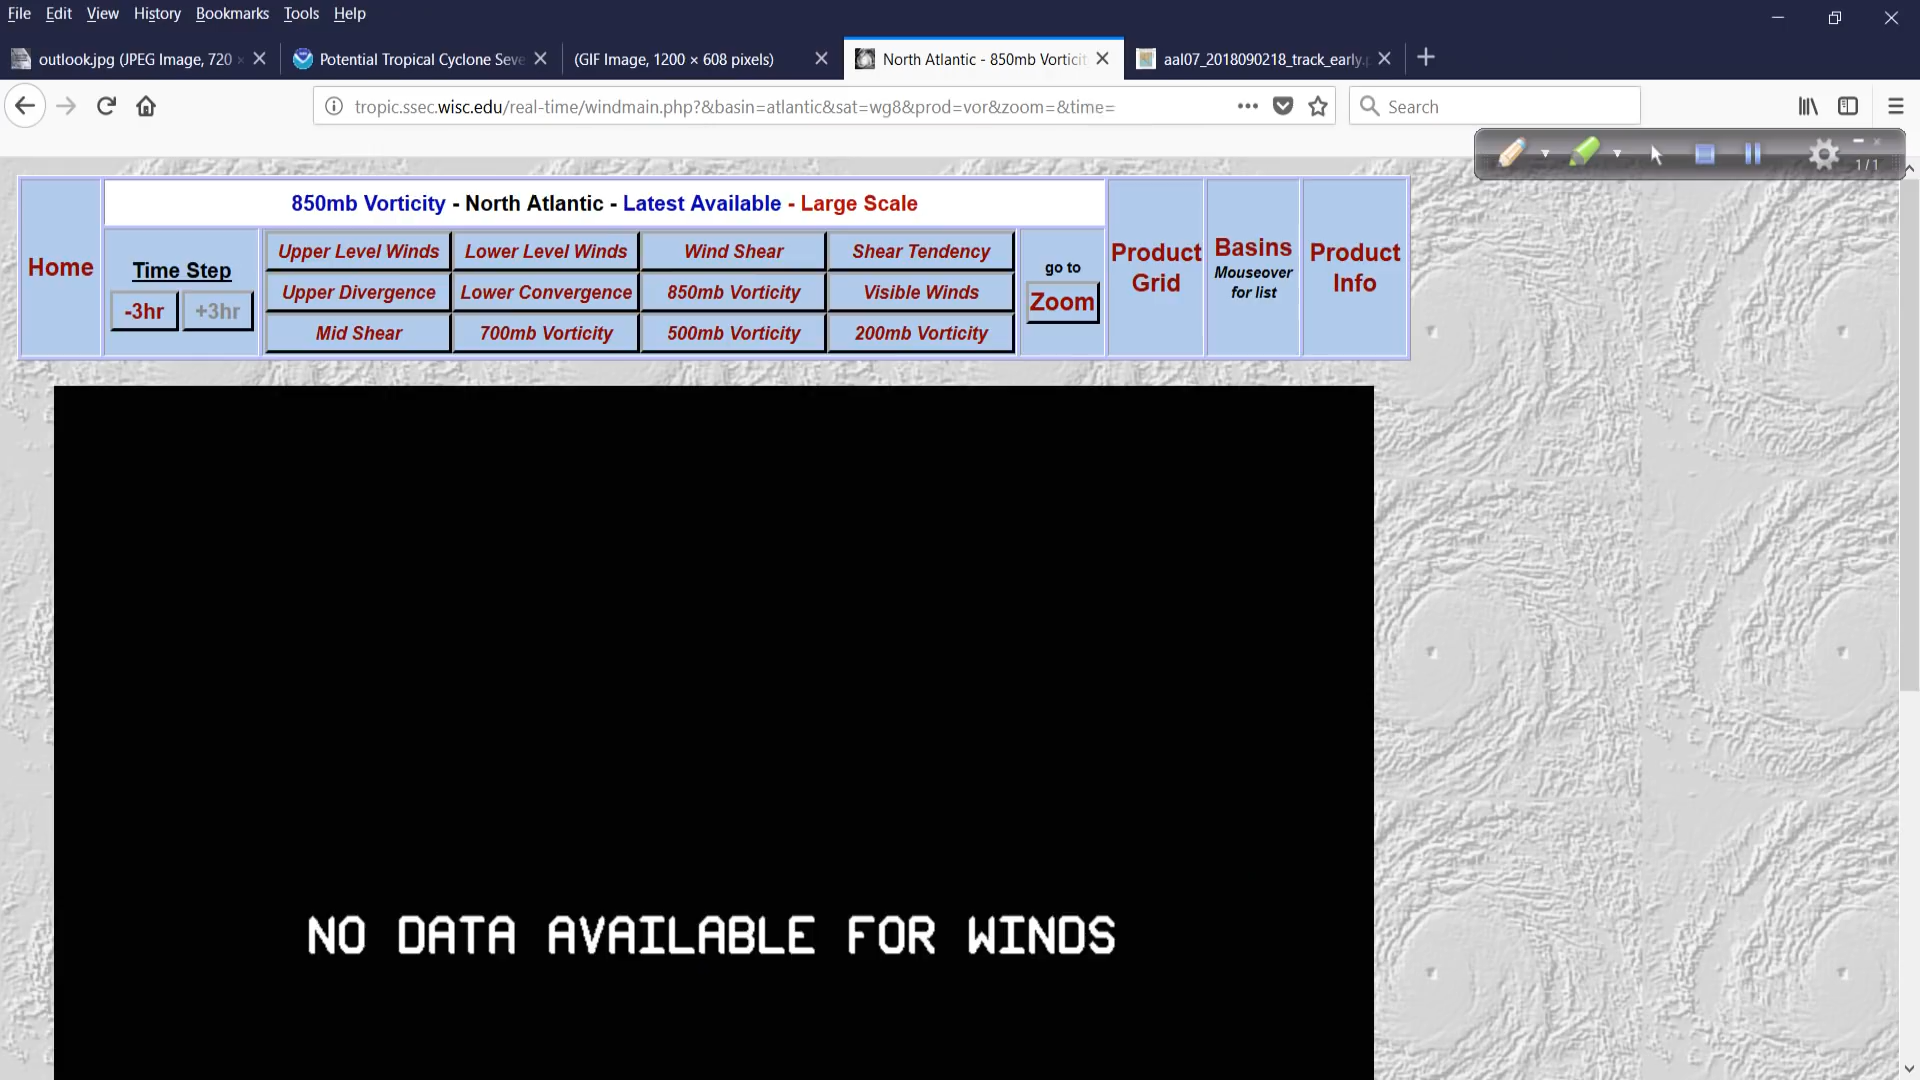 File Edit View History Bookmarks Tools Help
outlook.jpg (JPEG Image, 720
Potential Tropical Cyclone Seve
(GIF Image, 1200 × 608 pixels)
North Atlantic - 850mb Vorticit
aal07_2018090218_track_early.
tropic.ssec.wisc.edu/real-time/windmain.php?&basin=atlantic&sat=wg8&prod=vor&zoom=&time=
Search
1/1
850mb Vorticity - North Atlantic - Latest Available - Large Scale
Home
Time Step
-3hr +3hr
Upper Level Winds Lower Level Winds Wind Shear Shear Tendency
Upper Divergence Lower Convergence 850mb Vorticity Visible Winds
Mid Shear 700mb Vorticity 500mb Vorticity 200mb Vorticity
go to
Zoom
Product
Grid
Basins
Mouseover
for list
Product
Info
NO DATA AVAILABLE FOR WINDS